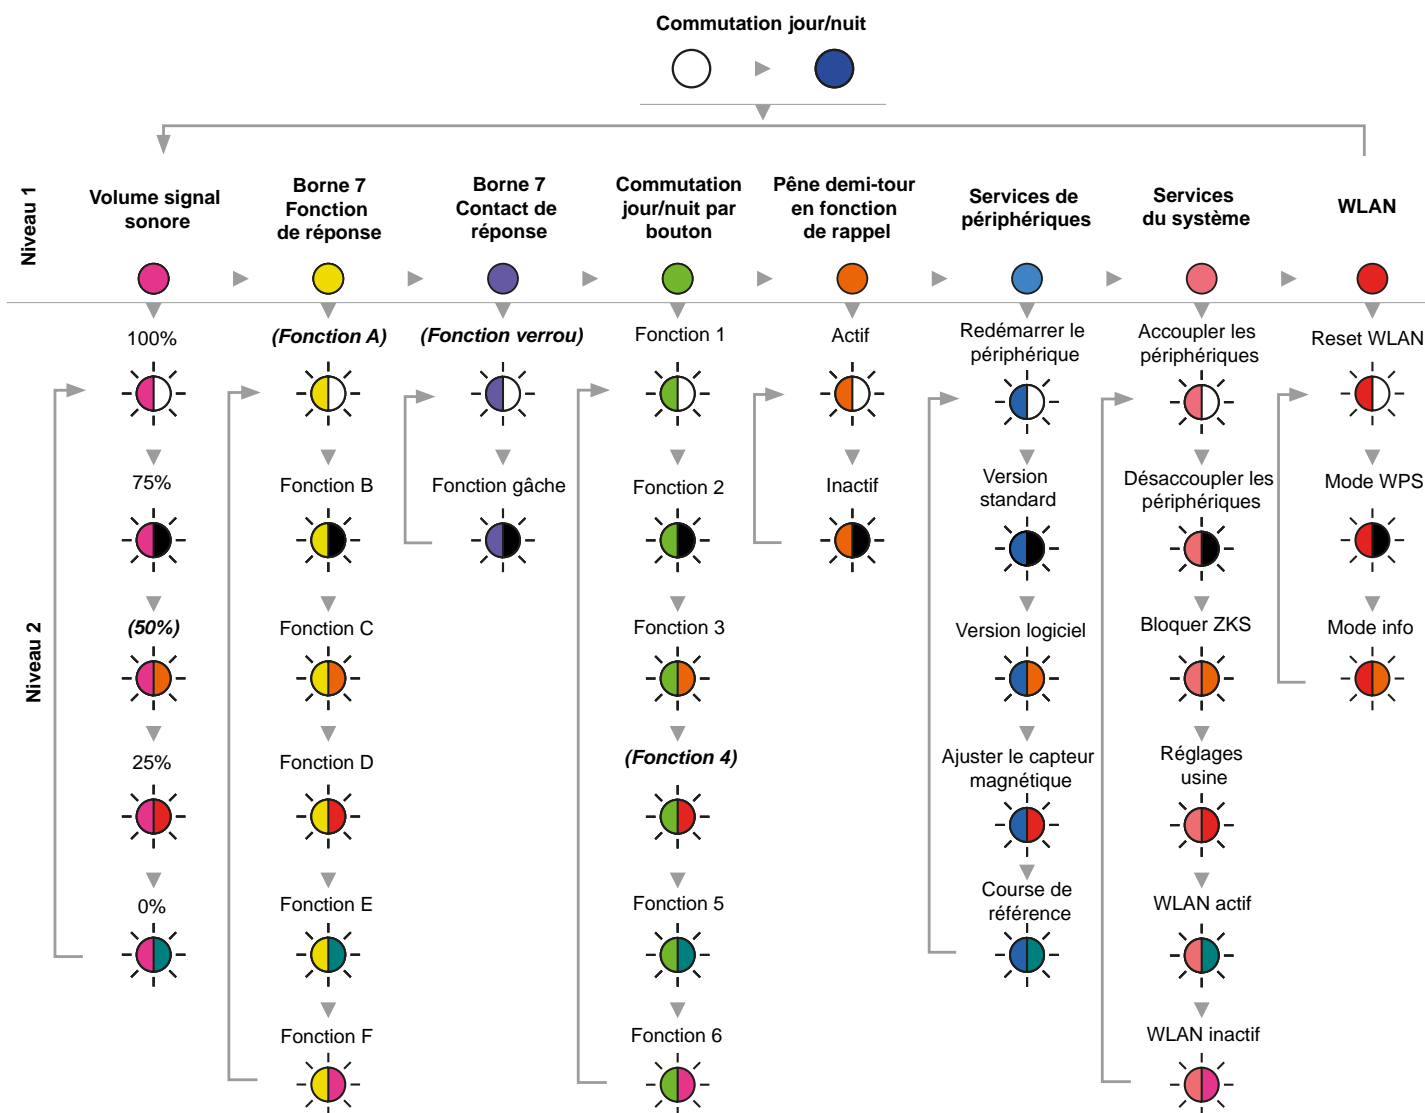 Commutation jour/nuit
Niveau 1
Volume signal
sonore
Borne 7
Fonction
de réponse
Borne 7
Contact de
réponse
Commutation
jour/nuit par
bouton
Pêne demi-tour
en fonction
de rappel
Services de
périphériques
Services
du système
WLAN
Niveau 2
100%
75%
(50%)
25%
0%
(Fonction A)
Fonction B
Fonction C
Fonction D
Fonction E
Fonction F
(Fonction verrou)
Fonction gâche
Fonction 1
Fonction 2
Fonction 3
(Fonction 4)
Fonction 5
Fonction 6
Actif
Inactif
Redémarrer le
périphérique
Version
standard
Version logiciel
Ajuster le capteur
magnétique
Course de
référence
Accoupler les
périphériques
Désaccoupler les
périphériques
Bloquer ZKS
Réglages
usine
WLAN actif
WLAN inactif
Reset WLAN
Mode WPS
Mode info